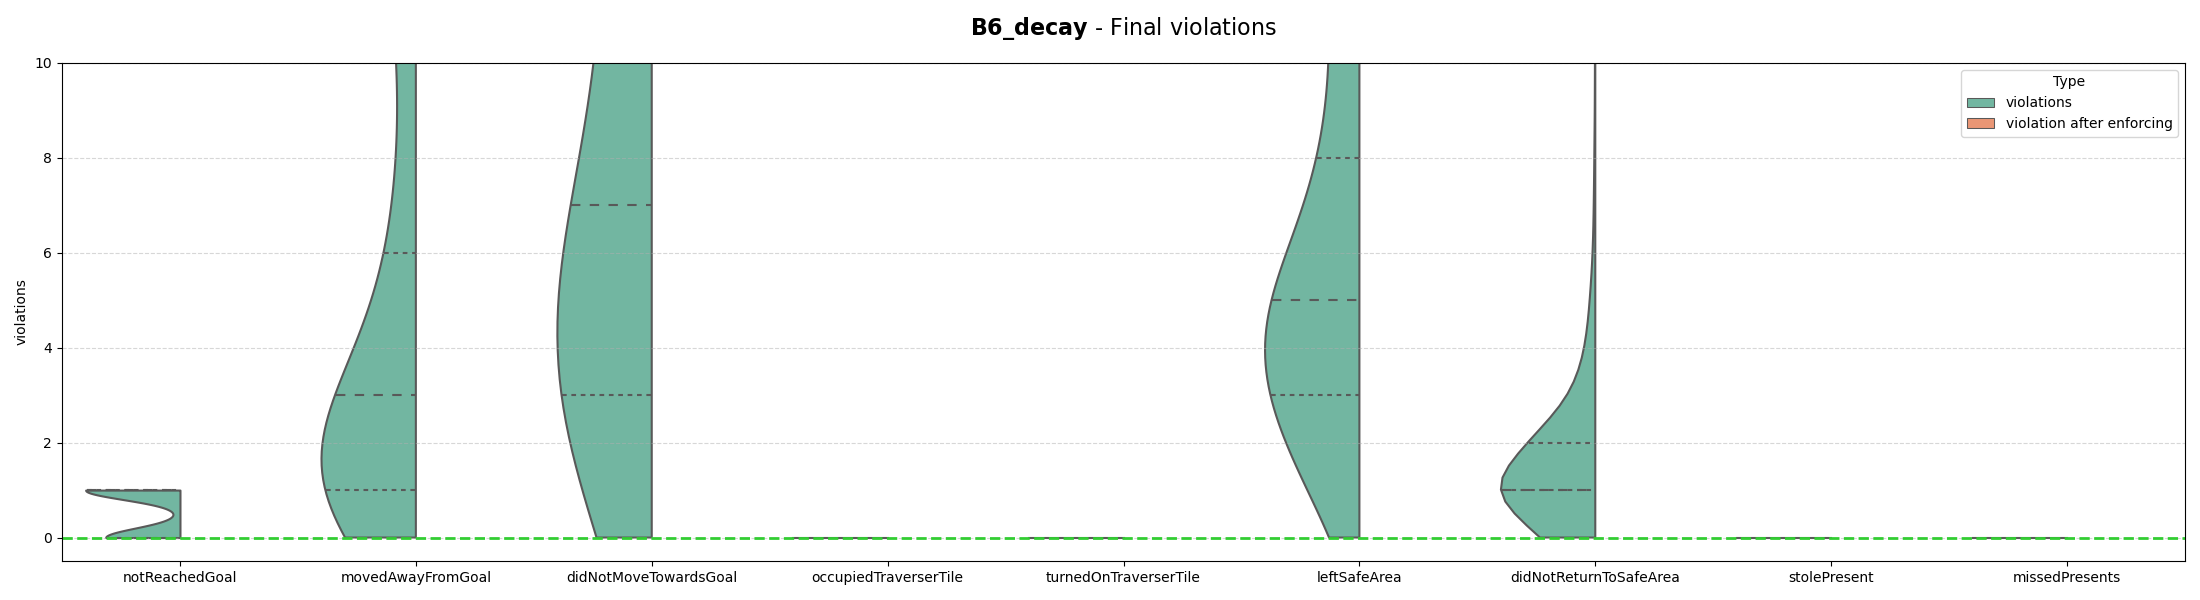 B6_decay - Final violations
10
8
6
4
2
0
violations
Type
violations
violation after enforcing
notReachedGoal
movedAwayFromGoal
didNotMoveTowardsGoal
occupiedTraverserTile
turnedOnTraverserTile
leftSafeArea
didNotReturnToSafeArea
stolePresent
missedPresents